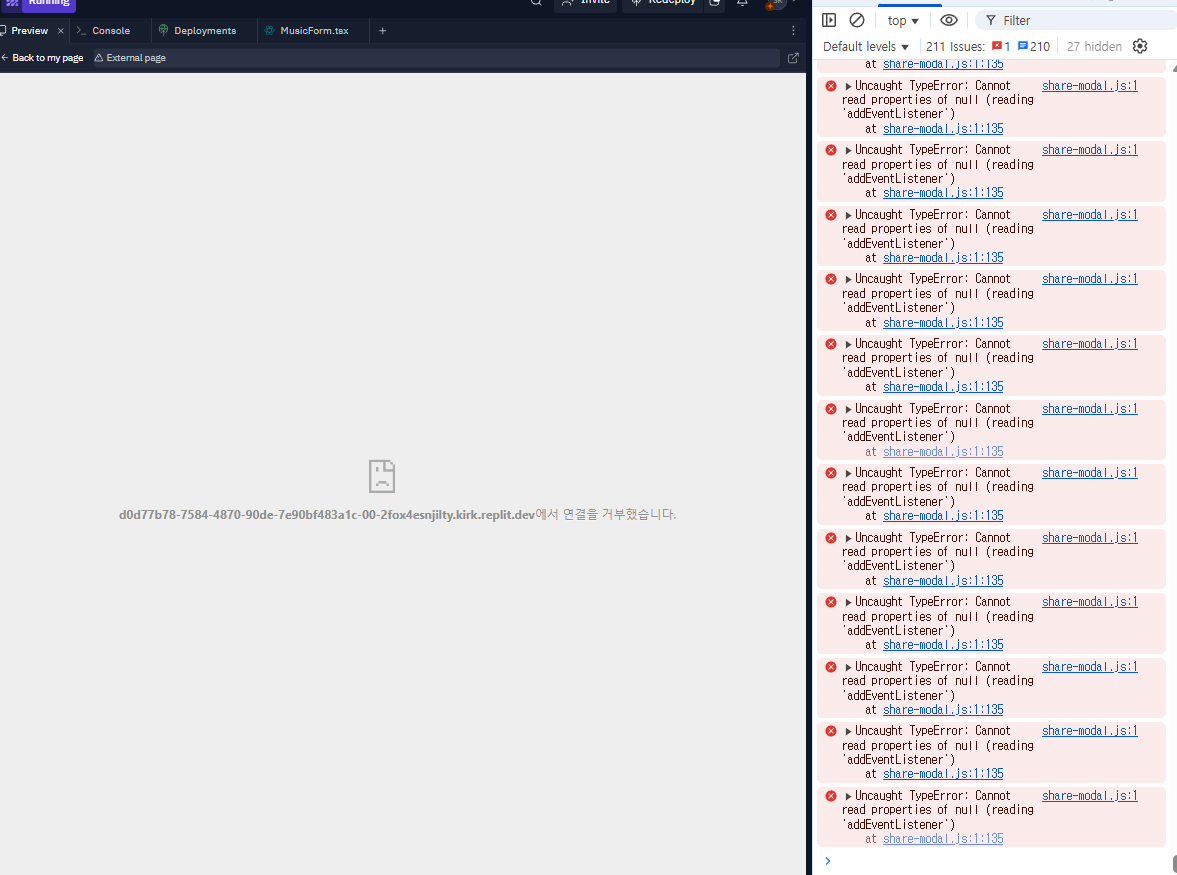 Running
Invite
Redeploy
Preview
Console
Deployments
MusicForm.tsx
Back to my page
External page
d0d77b78-7584-4870-90de-7e90bf483a1c-00-2fox4esnjilty.kirk.replit.dev에서 연결을 거부했습니다.
top
Filter
Default levels
211 Issues: 1 210
27 hidden
at share-modal.js:1:135
Uncaught TypeError: Cannot share-modal.js:1
read properties of null (reading
'addEventListener')
at share-modal.js:1:135
Uncaught TypeError: Cannot share-modal.js:1
read properties of null (reading
'addEventListener')
at share-modal.js:1:135
Uncaught TypeError: Cannot share-modal.js:1
read properties of null (reading
'addEventListener')
at share-modal.js:1:135
Uncaught TypeError: Cannot share-modal.js:1
read properties of null (reading
'addEventListener')
at share-modal.js:1:135
Uncaught TypeError: Cannot share-modal.js:1
read properties of null (reading
'addEventListener')
at share-modal.js:1:135
Uncaught TypeError: Cannot share-modal.js:1
read properties of null (reading
'addEventListener')
at share-modal.js:1:135
Uncaught TypeError: Cannot share-modal.js:1
read properties of null (reading
'addEventListener')
at share-modal.js:1:135
Uncaught TypeError: Cannot share-modal.js:1
read properties of null (reading
'addEventListener')
at share-modal.js:1:135
Uncaught TypeError: Cannot share-modal.js:1
read properties of null (reading
'addEventListener')
at share-modal.js:1:135
Uncaught TypeError: Cannot share-modal.js:1
read properties of null (reading
'addEventListener')
at share-modal.js:1:135
Uncaught TypeError: Cannot share-modal.js:1
read properties of null (reading
'addEventListener')
at share-modal.js:1:135
Uncaught TypeError: Cannot share-modal.js:1
read properties of null (reading
'addEventListener')
at share-modal.js:1:135